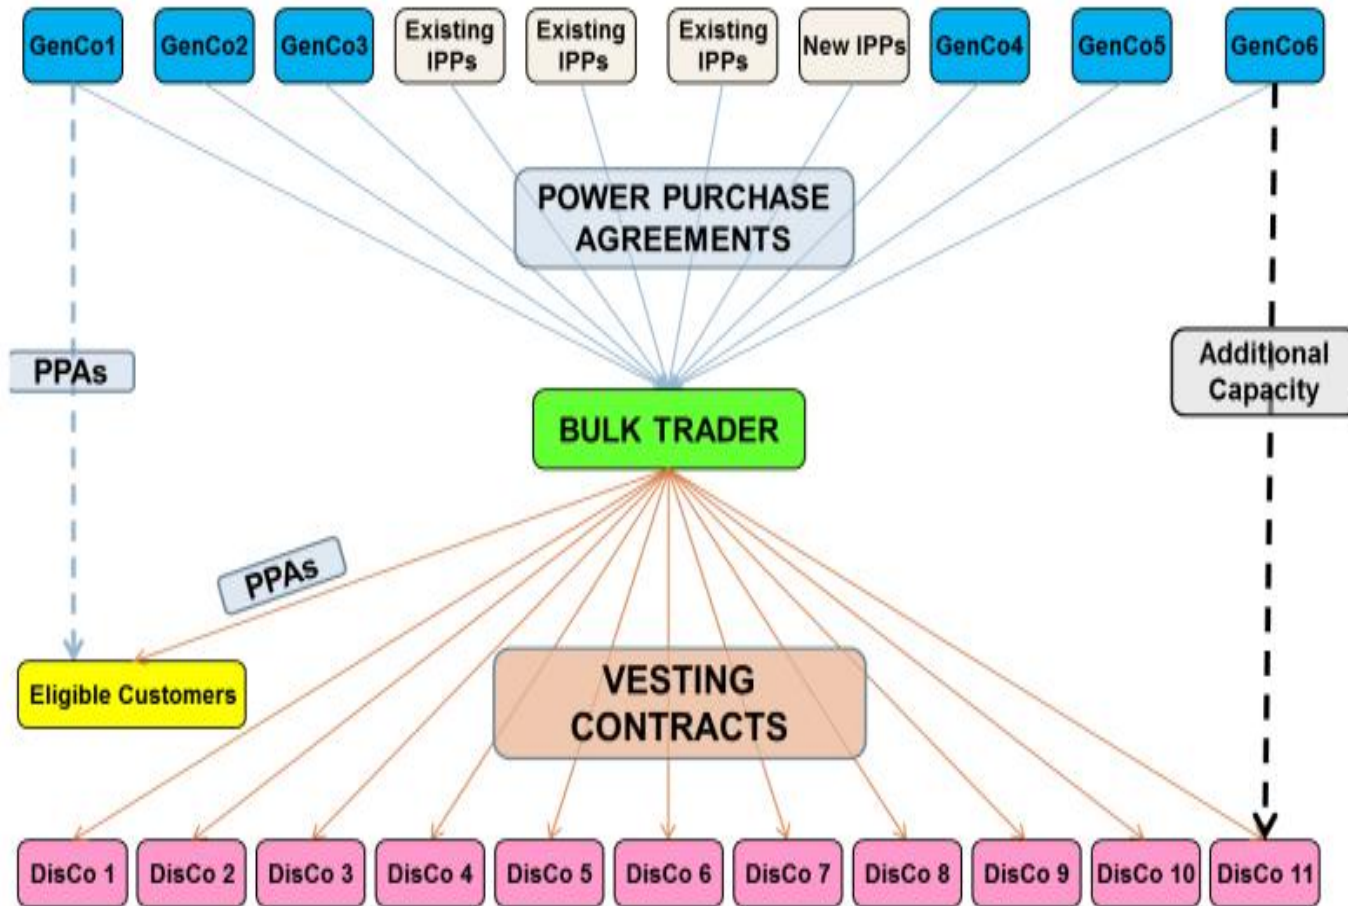 GenCo1
GenCo2
GenCo3
Existing
IPPs
Existing
IPPs
Existing
IPPs
New IPPs
GenCo4
GenCo5
GenCo6
POWER PURCHASE
AGREEMENTS
PPAs
Additional
Capacity
BULK TRADER
PPAs
Eligible Customers
VESTING
CONTRACTS
DisCo 1
DisCo 2
DisCo 3
DisCo 4
DisCo 5
DisCo 6
DisCo 7
DisCo 8
DisCo 9
DisCo 10
DisCo 11